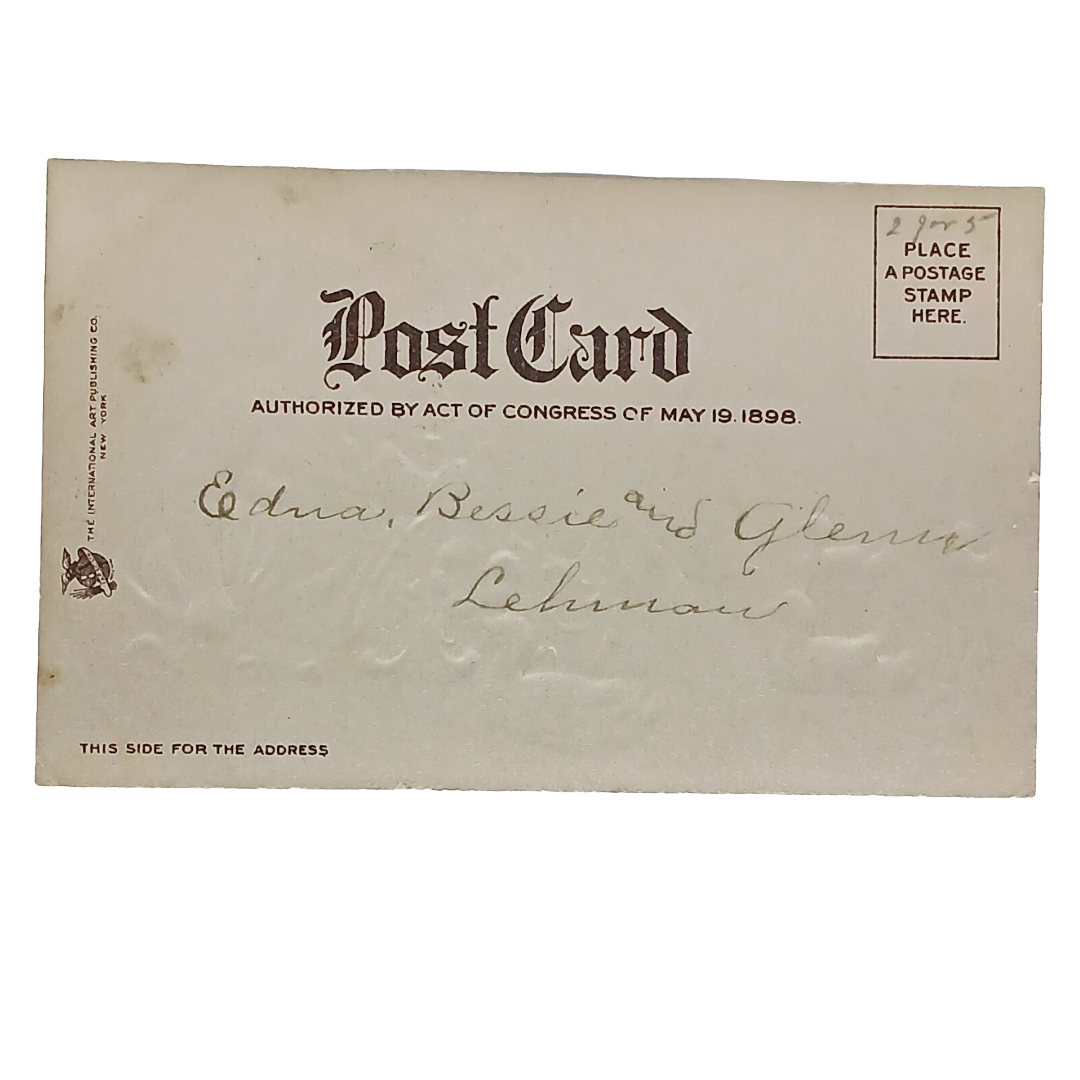 2 for 5
PLACE
A POSTAGE
STAMP
HERE.
Post Card
AUTHORIZED BY ACT OF CONGRESS OF MAY 19. 1898.
THE INTERNATIONAL ART PUBLISHING CO.
NEW YORK
Edna, Bessie and Glenn
Lehman
THIS SIDE FOR THE ADDRESS